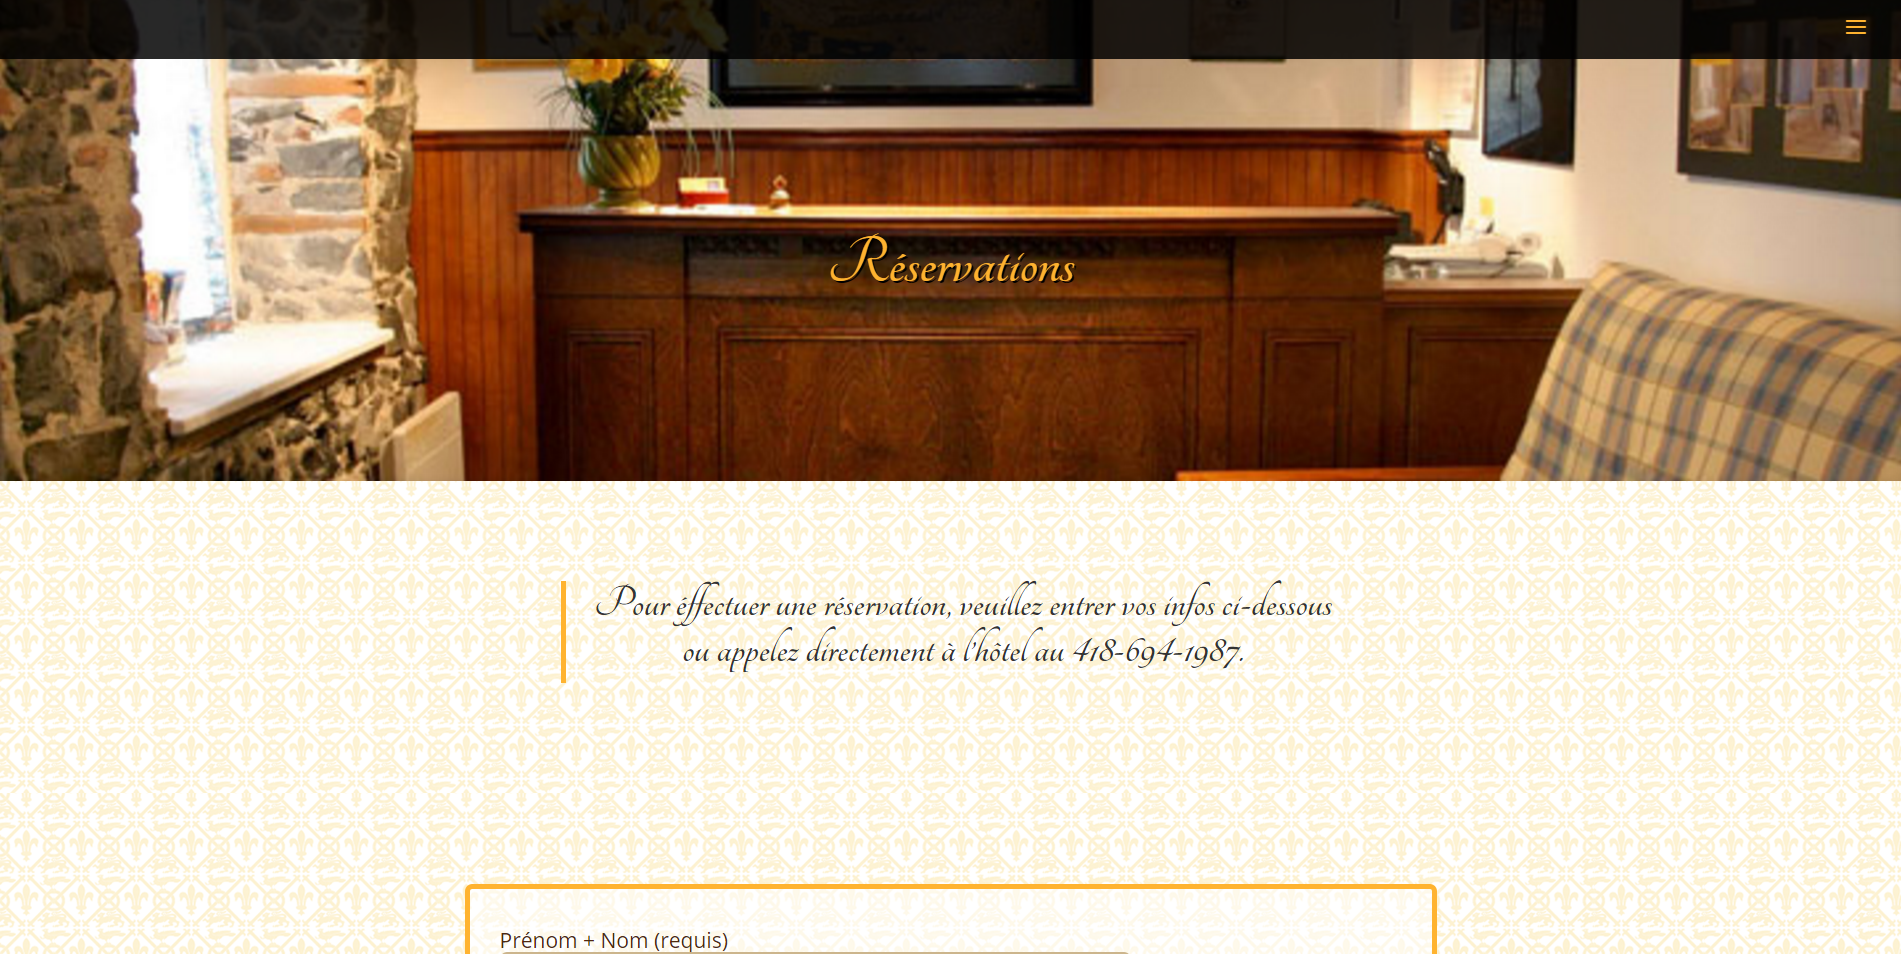 Réservations
Pour éffectuer une réservation, veuillez entrer vos infos ci-dessous
ou appelez directement à l'hôtel au 418-694-1987.
Prénom + Nom (requis)